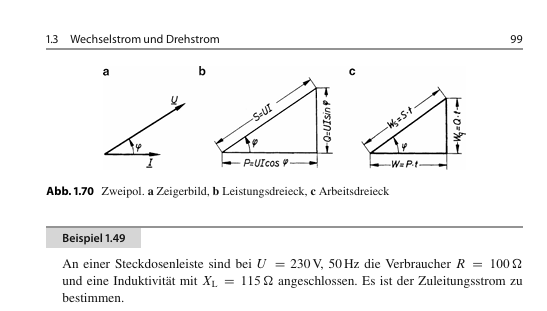 1.3 Wechselstrom und Drehstrom 99
a b c
U
φ
I
S=UI
φ
Q=UIsinφ
P=UIcos φ
Ws=S·t
φ
Wq=Q·t
W=P·t
Abb. 1.70 Zweipol. a Zeigerbild, b Leistungsdreieck, c Arbeitsdreieck
Beispiel 1.49
An einer Steckdosenleiste sind bei U = 230 V, 50 Hz die Verbraucher R = 100 Ω
und eine Induktivität mit XL = 115 Ω angeschlossen. Es ist der Zuleitungsstrom zu
bestimmen.